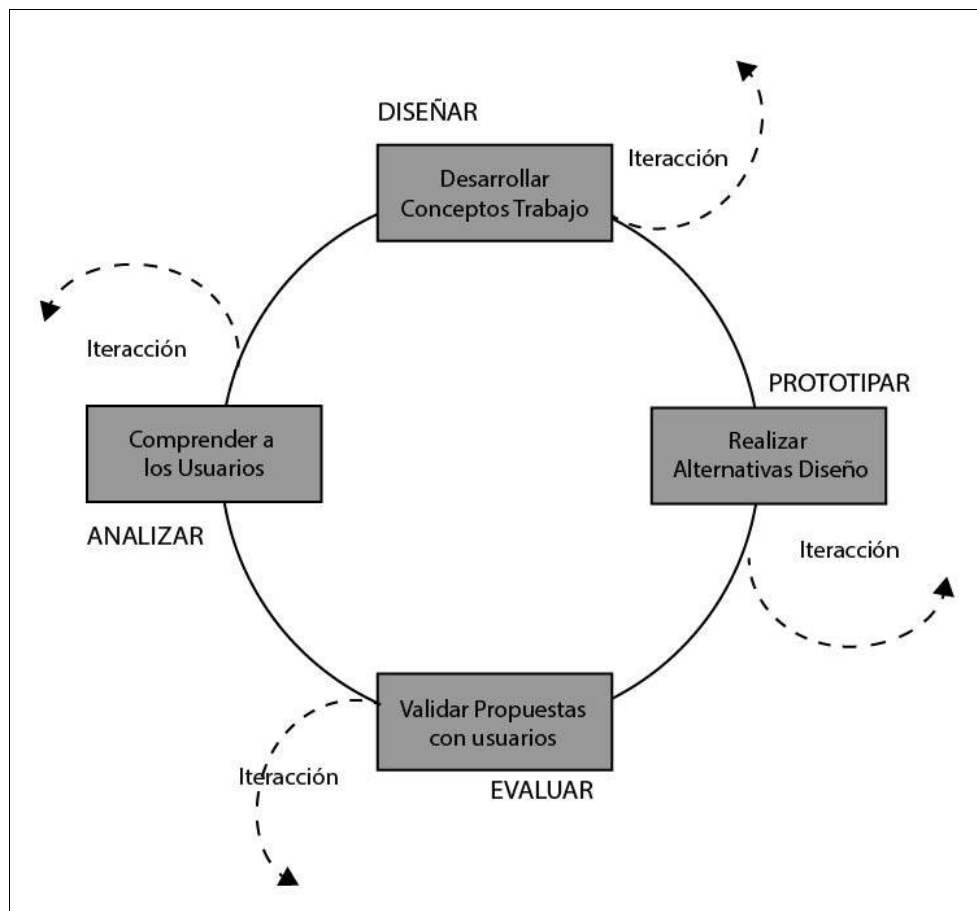 DISEÑAR
Desarrollar
Conceptos Trabajo
Iteracción
Iteracción
PROTOTIPAR
Comprender a
los Usuarios
Realizar
Alternativas Diseño
ANALIZAR
Iteracción
Validar Propuestas
con usuarios
Iteracción
EVALUAR